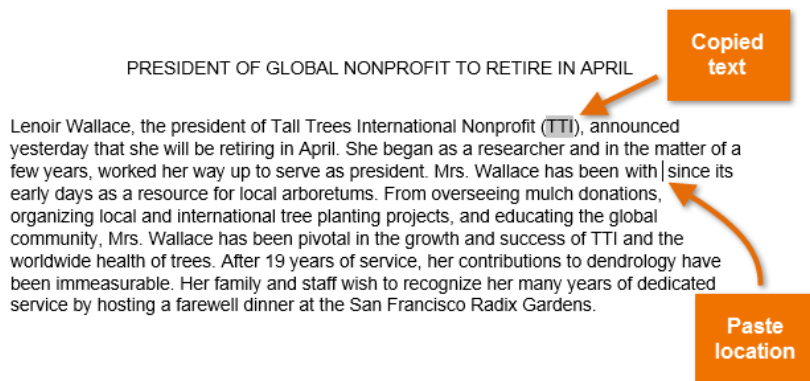 Copied
text
PRESIDENT OF GLOBAL NONPROFIT TO RETIRE IN APRIL
Lenoir Wallace, the president of Tall Trees International Nonprofit (TTI), announced
yesterday that she will be retiring in April. She began as a researcher and in the matter of a
few years, worked her way up to serve as president. Mrs. Wallace has been with since its
early days as a resource for local arboretums. From overseeing mulch donations,
organizing local and international tree planting projects, and educating the global
community, Mrs. Wallace has been pivotal in the growth and success of TTI and the
worldwide health of trees. After 19 years of service, her contributions to dendrology have
been immeasurable. Her family and staff wish to recognize her many years of dedicated
service by hosting a farewell dinner at the San Francisco Radix Gardens.
Paste
location